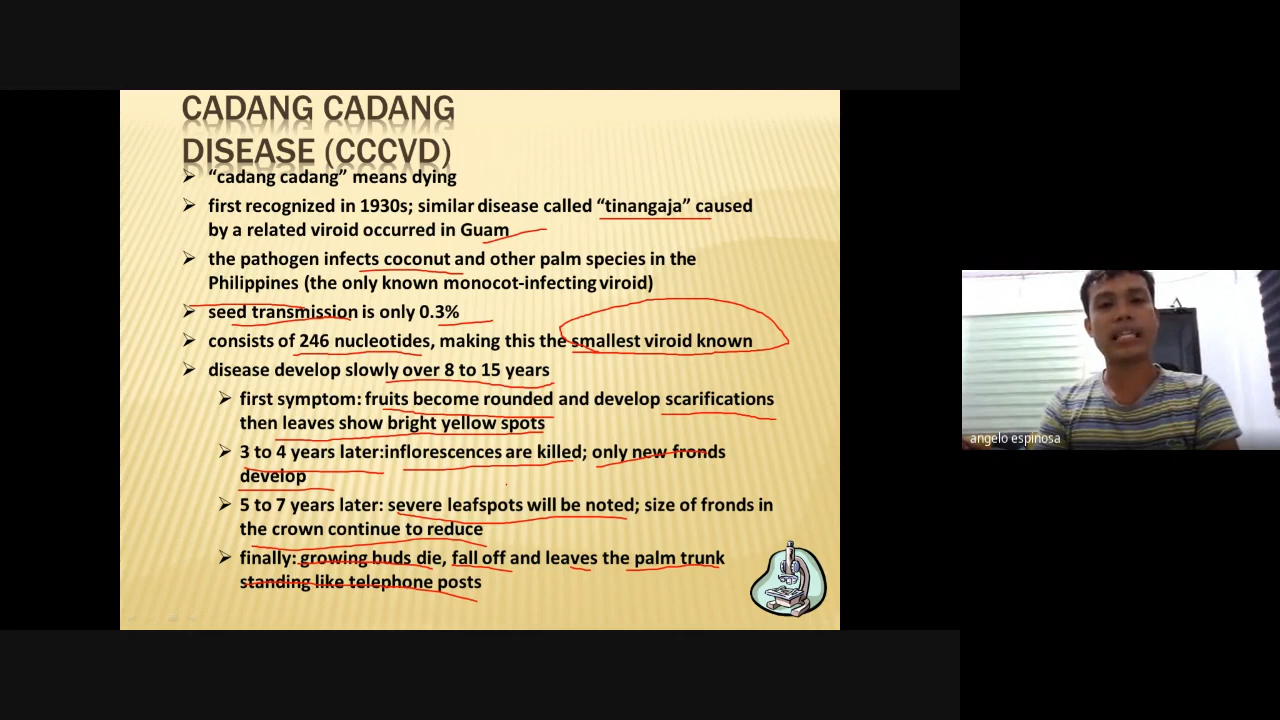 CADANG CADANG
DISEASE (CCCVD)
➢ “cadang cadang” means dying
➢ first recognized in 1930s; similar disease called “tinangaja” caused
by a related viroid occurred in Guam
➢ the pathogen infects coconut and other palm species in the
Philippines (the only known monocot-infecting viroid)
➢ seed transmission is only 0.3%
➢ consists of 246 nucleotides, making this the smallest viroid known
➢ disease develop slowly over 8 to 15 years
➢ first symptom: fruits become rounded and develop scarifications
then leaves show bright yellow spots
➢ 3 to 4 years later:inflorescences are killed; only new fronds
develop
➢ 5 to 7 years later: severe leafspots will be noted; size of fronds in
the crown continue to reduce
➢ finally: growing buds die, fall off and leaves the palm trunk
standing like telephone posts
angelo espinosa